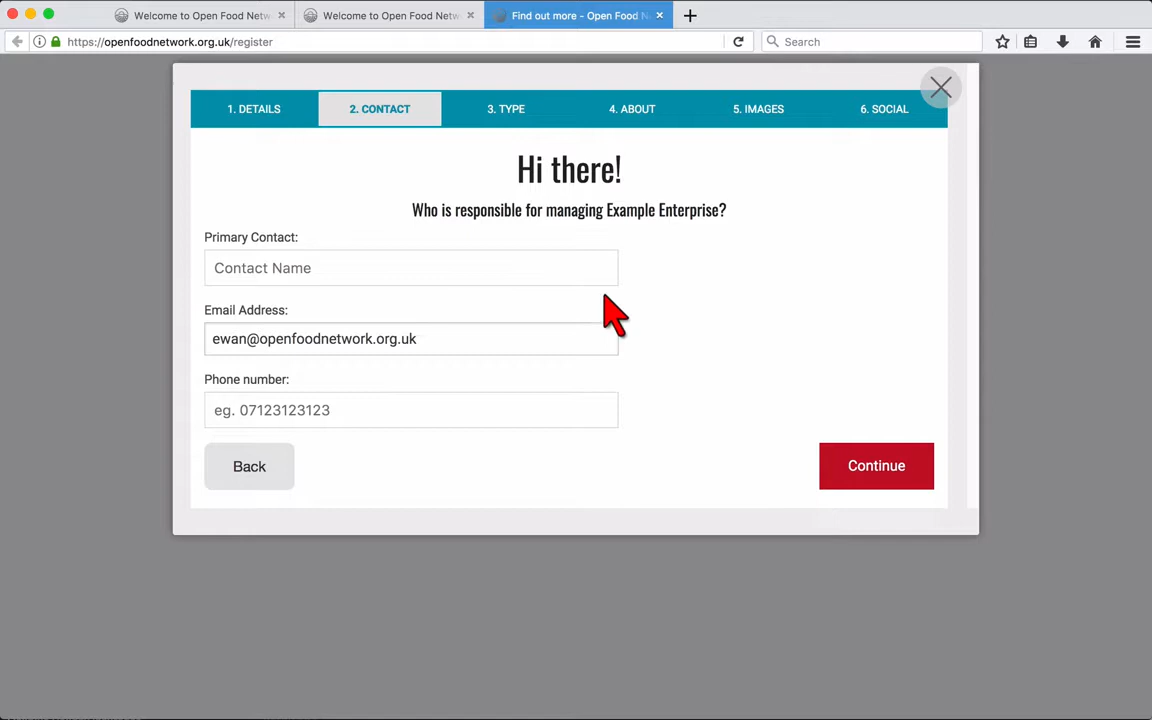 Welcome to Open Food Netw
Welcome to Open Food Netw
Find out more - Open Food N
https://openfoodnetwork.org.uk/register
Search
1. DETAILS
2. CONTACT
3. TYPE
4. ABOUT
5. IMAGES
6. SOCIAL
Hi there!
Who is responsible for managing Example Enterprise?
Primary Contact:
Contact Name
Email Address:
ewan@openfoodnetwork.org.uk
Phone number:
eg. 07123123123
Back
Continue